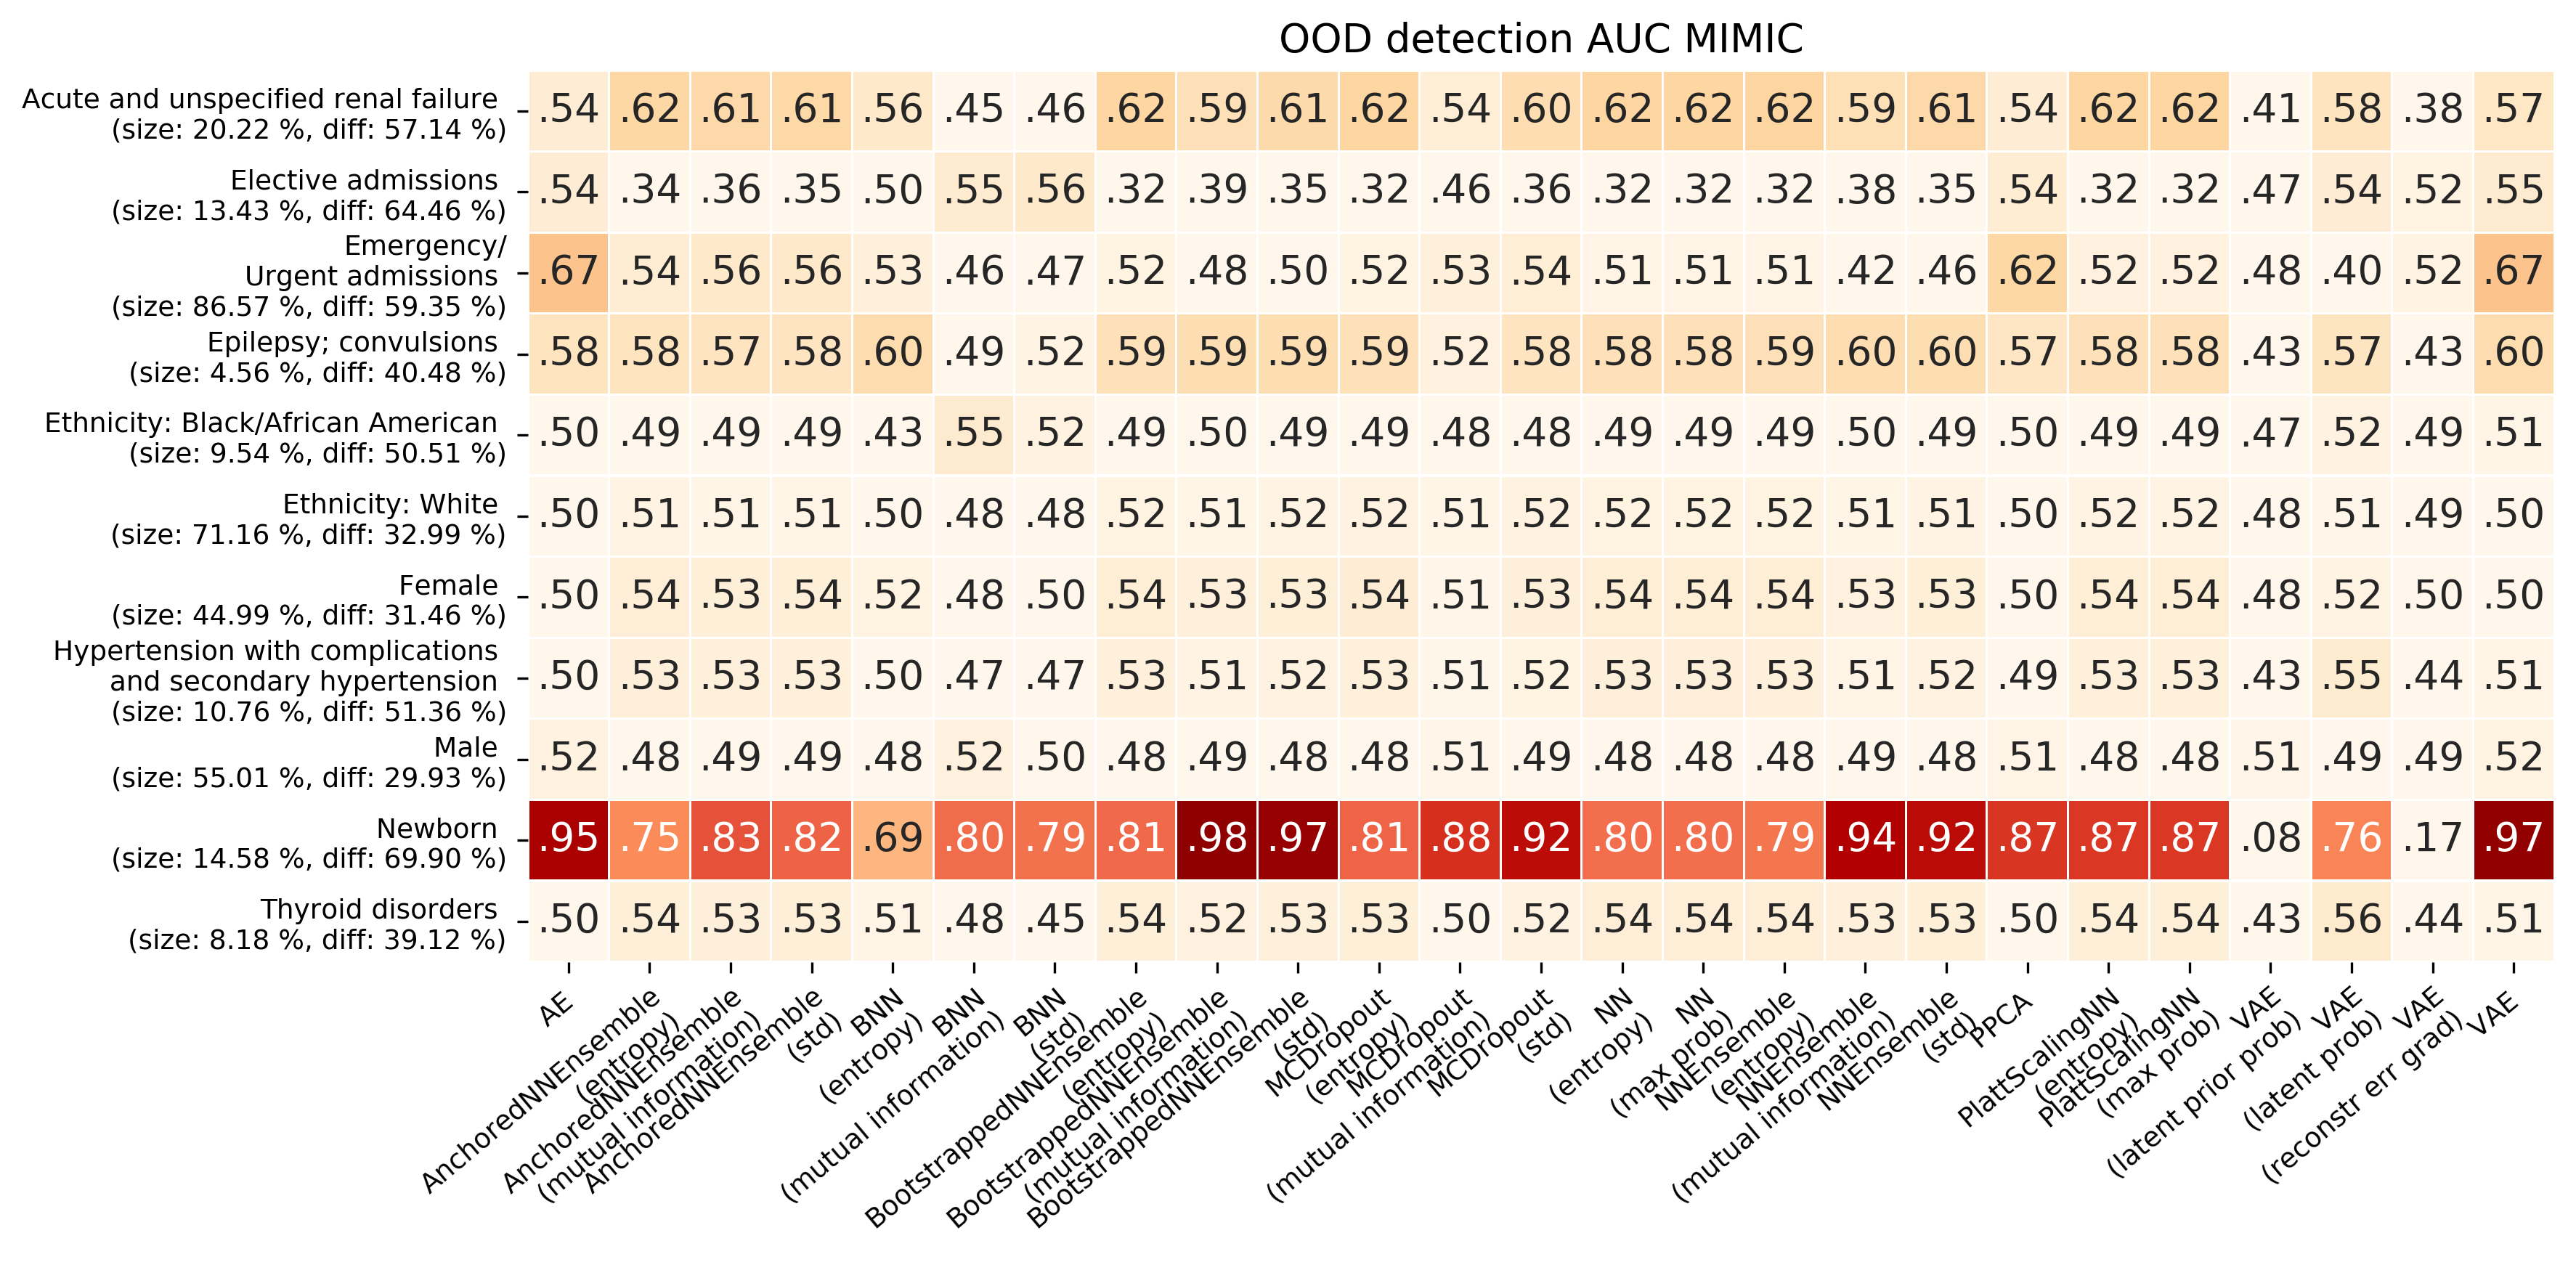 OOD detection AUC MIMIC
Acute and unspecified renal failure
(size: 20.22 %, diff: 57.14 %)
.54 .62 .61 .61 .56 .45 .46 .62 .59 .61 .62 .54 .60 .62 .62 .62 .59 .61 .54 .62 .62 .41 .58 .38 .57
Elective admissions
(size: 13.43 %, diff: 64.46 %)
.54 .34 .36 .35 .50 .55 .56 .32 .39 .35 .32 .46 .36 .32 .32 .32 .38 .35 .54 .32 .32 .47 .54 .52 .55
Emergency/
Urgent admissions
(size: 86.57 %, diff: 59.35 %)
.67 .54 .56 .56 .53 .46 .47 .52 .48 .50 .52 .53 .54 .51 .51 .51 .42 .46 .62 .52 .52 .48 .40 .52 .67
Epilepsy; convulsions
(size: 4.56 %, diff: 40.48 %)
.58 .58 .57 .58 .60 .49 .52 .59 .59 .59 .59 .52 .58 .58 .58 .59 .60 .60 .57 .58 .58 .43 .57 .43 .60
Ethnicity: Black/African American
(size: 9.54 %, diff: 50.51 %)
.50 .49 .49 .49 .43 .55 .52 .49 .50 .49 .49 .48 .48 .49 .49 .49 .50 .49 .50 .49 .49 .47 .52 .49 .51
Ethnicity: White
(size: 71.16 %, diff: 32.99 %)
.50 .51 .51 .51 .50 .48 .48 .52 .51 .52 .52 .51 .52 .52 .52 .52 .51 .51 .50 .52 .52 .48 .51 .49 .50
Female
(size: 44.99 %, diff: 31.46 %)
.50 .54 .53 .54 .52 .48 .50 .54 .53 .53 .54 .51 .53 .54 .54 .54 .53 .53 .50 .54 .54 .48 .52 .50 .50
Hypertension with complications
and secondary hypertension
(size: 10.76 %, diff: 51.36 %)
.50 .53 .53 .53 .50 .47 .47 .53 .51 .52 .53 .51 .52 .53 .53 .53 .51 .52 .49 .53 .53 .43 .55 .44 .51
Male
(size: 55.01 %, diff: 29.93 %)
.52 .48 .49 .49 .48 .52 .50 .48 .49 .48 .48 .51 .49 .48 .48 .48 .49 .48 .51 .48 .48 .51 .49 .49 .52
Newborn
(size: 14.58 %, diff: 69.90 %)
.95 .75 .83 .82 .69 .80 .79 .81 .98 .97 .81 .88 .92 .80 .80 .79 .94 .92 .87 .87 .87 .08 .76 .17 .97
Thyroid disorders
(size: 8.18 %, diff: 39.12 %)
.50 .54 .53 .53 .51 .48 .45 .54 .52 .53 .53 .50 .52 .54 .54 .54 .53 .53 .50 .54 .54 .43 .56 .44 .51
AE
AnchoredNNEnsemble
(entropy)
AnchoredNNEnsemble
(mutual information)
AnchoredNNEnsemble
(std)
BNN
(entropy)
BNN
(mutual information)
BNN
(std)
BootstrappedNNEnsemble
(entropy)
BootstrappedNNEnsemble
(mutual information)
BootstrappedNNEnsemble
(std)
MCDropout
(entropy)
MCDropout
(mutual information)
MCDropout
(std)
NN
(entropy)
NN
(max prob)
NNEnsemble
(entropy)
NNEnsemble
(mutual information)
NNEnsemble
(std)
PPCA
PlattScalingNN
(entropy)
PlattScalingNN
(max prob)
VAE
(latent prior prob)
VAE
(latent prob)
VAE
(reconstr err grad)
VAE